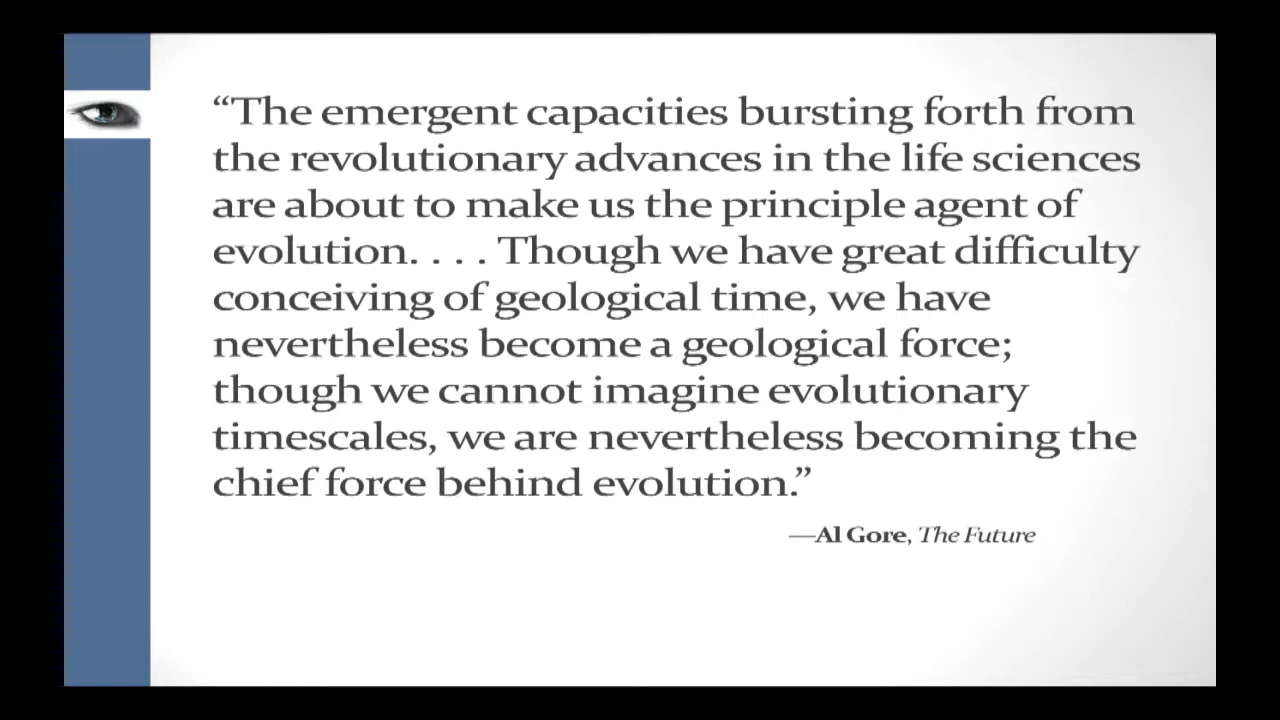 “The emergent capacities bursting forth from
the revolutionary advances in the life sciences
are about to make us the principle agent of
evolution. . . . Though we have great difficulty
conceiving of geological time, we have
nevertheless become a geological force;
though we cannot imagine evolutionary
timescales, we are nevertheless becoming the
chief force behind evolution.”
—Al Gore, The Future